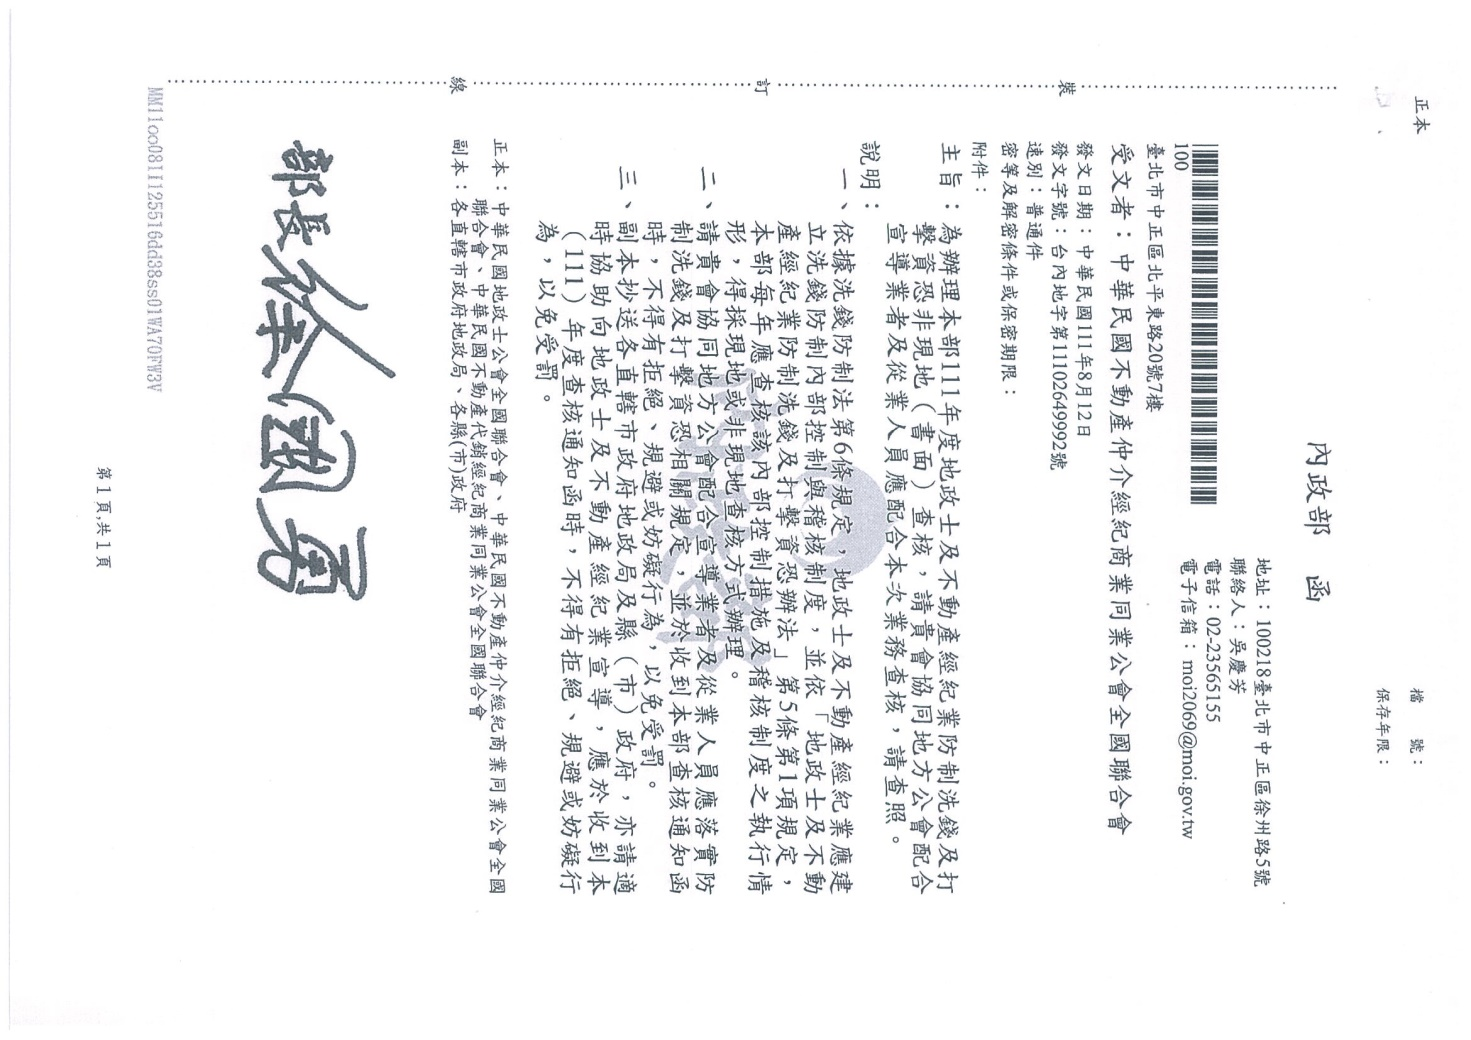 正本
檔　　號：
保存年限：
內政部　函
地址：100218臺北市中正區徐州路5號
聯絡人：吳慶芳
電話：02-23565155
電子信箱：moi2069@moi.gov.tw
100
臺北市中正區北平東路20號7樓
受文者：中華民國不動產仲介經紀商業同業公會全國聯合會
發文日期：中華民國111年8月12日
發文字號：台內地字第1110264992號
速別：普通件
密等及解密條件或保密期限：
附件：
主旨：為辦理本部111年度地政士及不動產經紀業防制洗錢及打
擊資恐非現地（書面）查核，請貴會協同地方公會配合
宣導業者及從業人員應配合本次業務查核，請查照。
說明：
一、依據洗錢防制法第6條規定，地政士及不動產經紀業應建
立洗錢防制內部控制與稽核制度，並依「地政士及不動
產經紀業防制洗錢及打擊資恐辦法」第5條第1項規定，
本部每年應查核該內部控制措施及稽核制度之執行情
形，得採現地或非現地查核方式辦理。
二、請貴會協同地方公會配合宣導業者及從業人員應落實防
制洗錢及打擊資恐相關規定，並於收到本部查核通知函
時，不得有拒絕、規避或妨礙行為，以免受罰。
三、副本抄送各直轄市政府地政局及縣（市）政府，亦請適
時協助向地政士及不動產經紀業宣導，應於收到本
（111）年度查核通知函時，不得有拒絕、規避或妨礙行
為，以免受罰。
正本：中華民國地政士公會全國聯合會、中華民國不動產仲介經紀商業同業公會全國
聯合會、中華民國不動產代銷經紀商業同業公會全國聯合會
副本：各直轄市政府地政局、各縣(市)政府
部長徐國勇
裝
訂
線
第1頁,共1頁